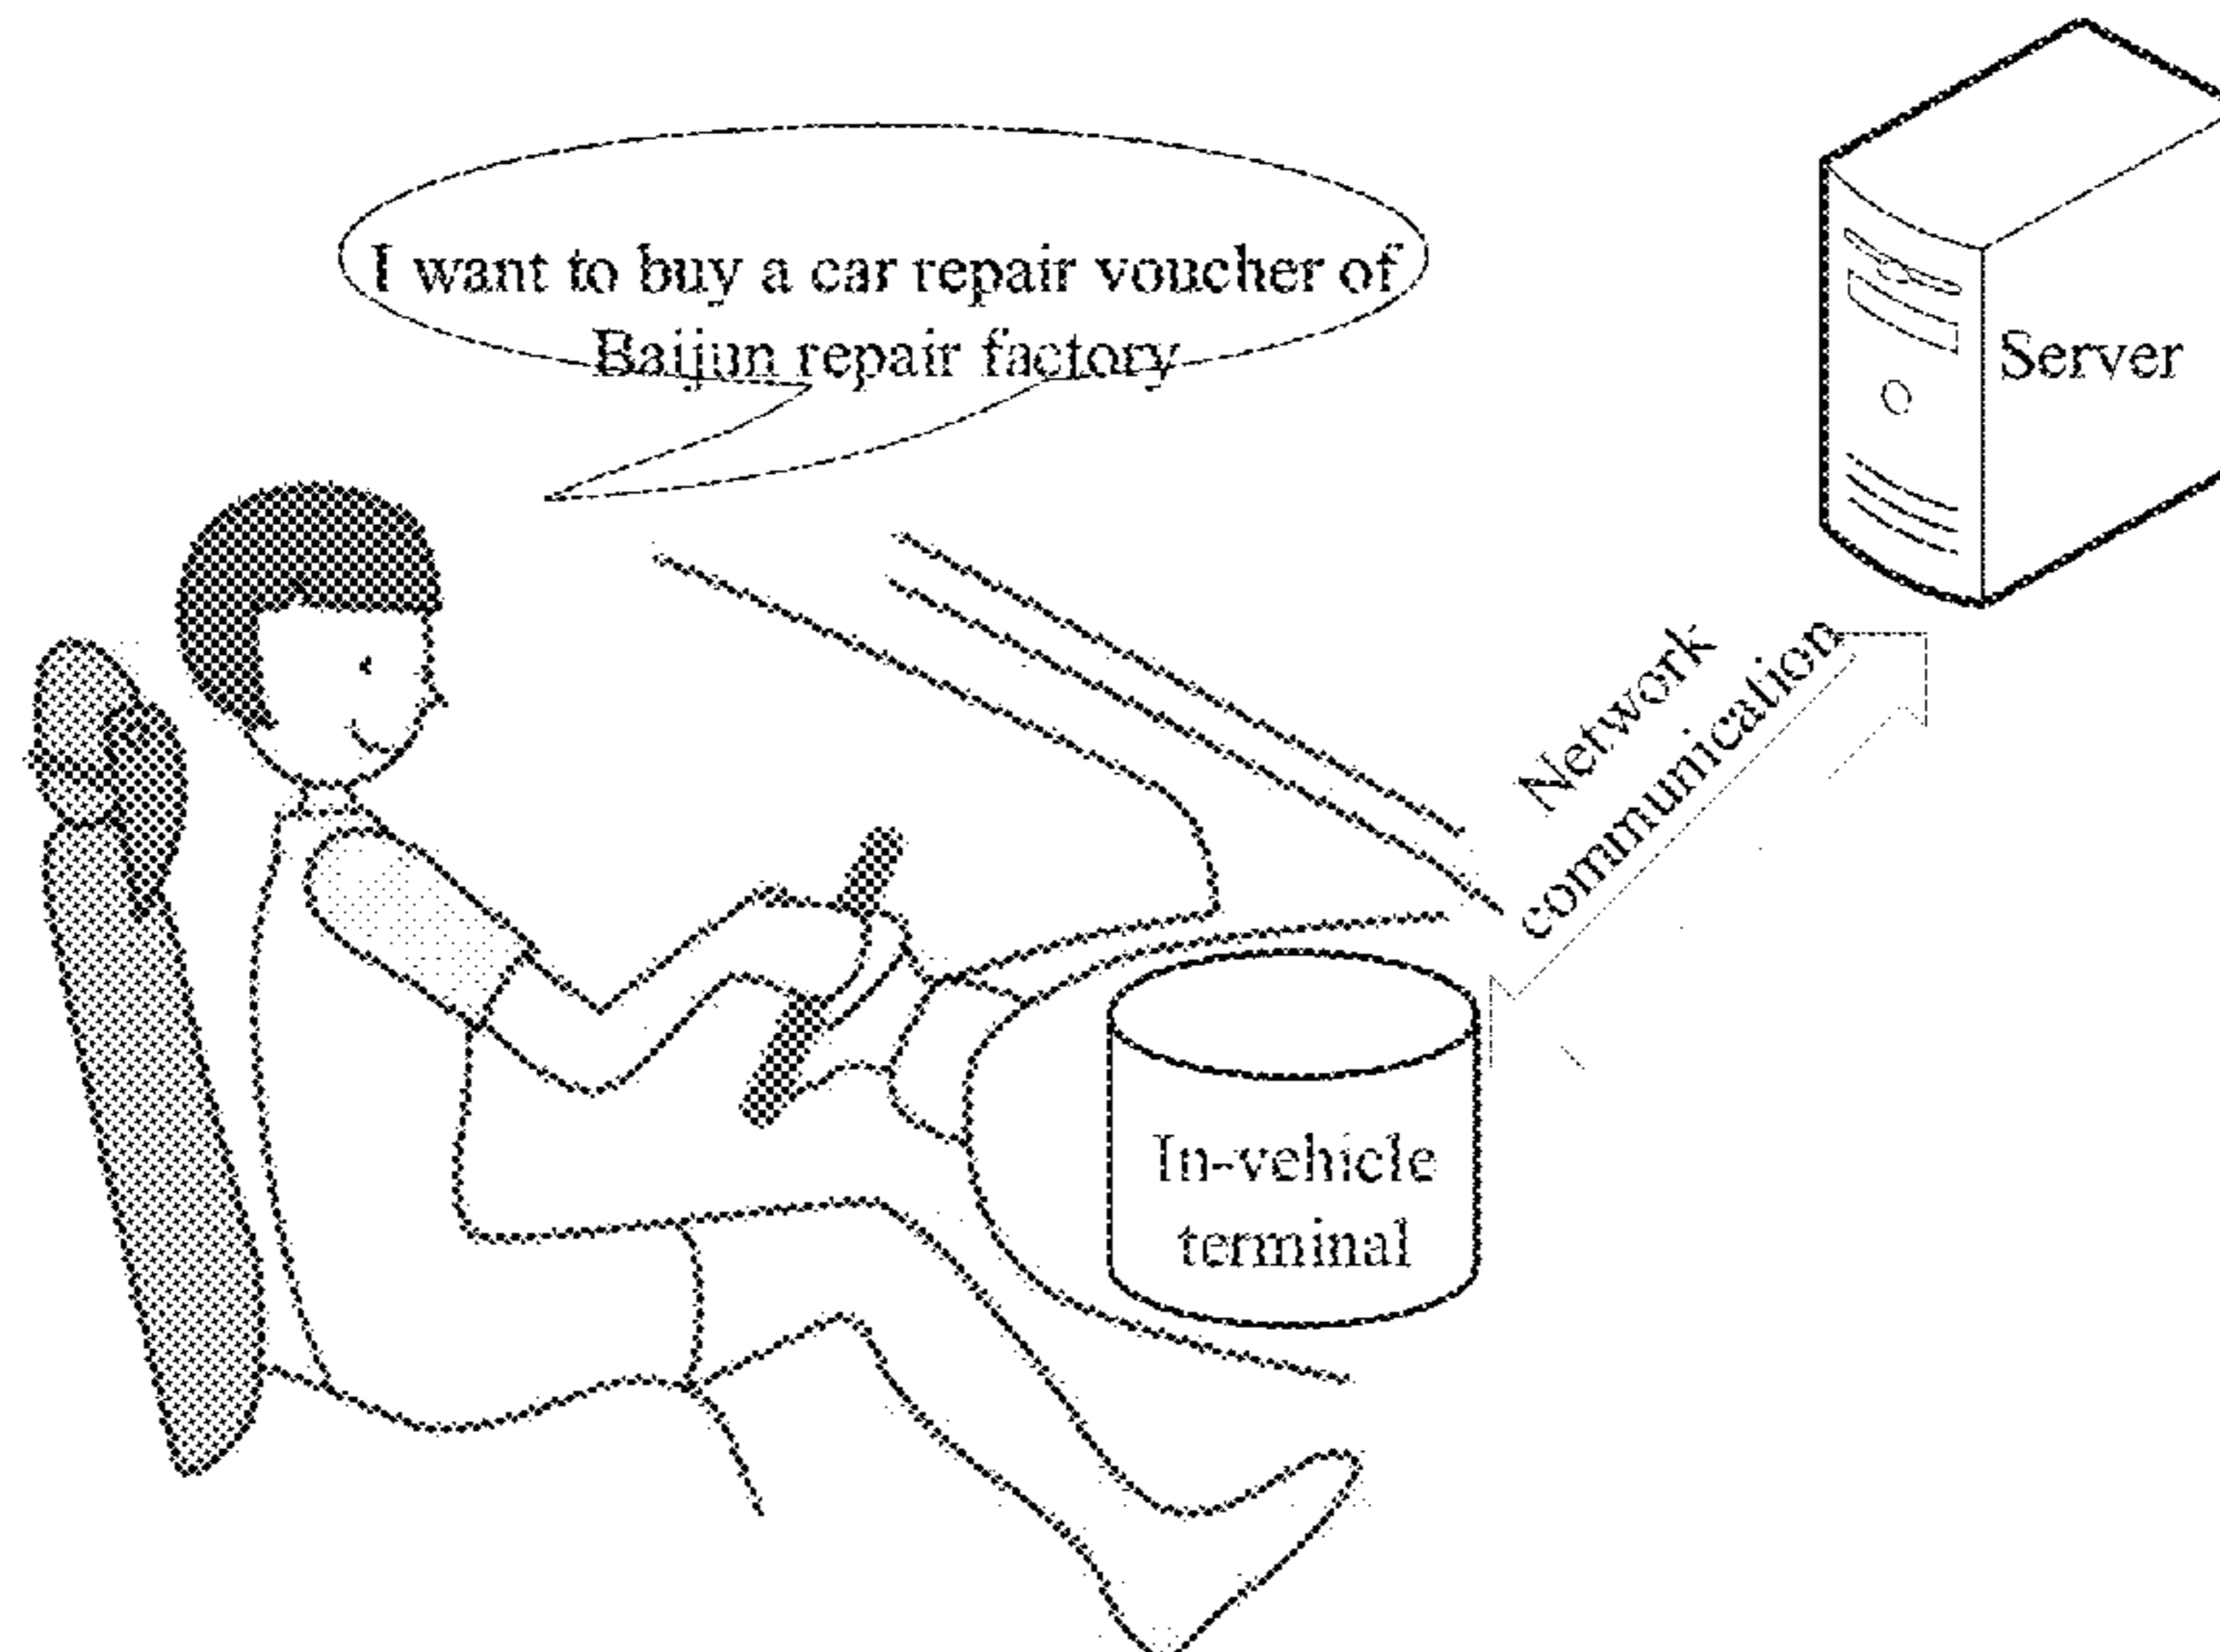 I want to buy a car repair voucher of
Baijun repair factory
Server
Network
communication
In-vehicle
terminal